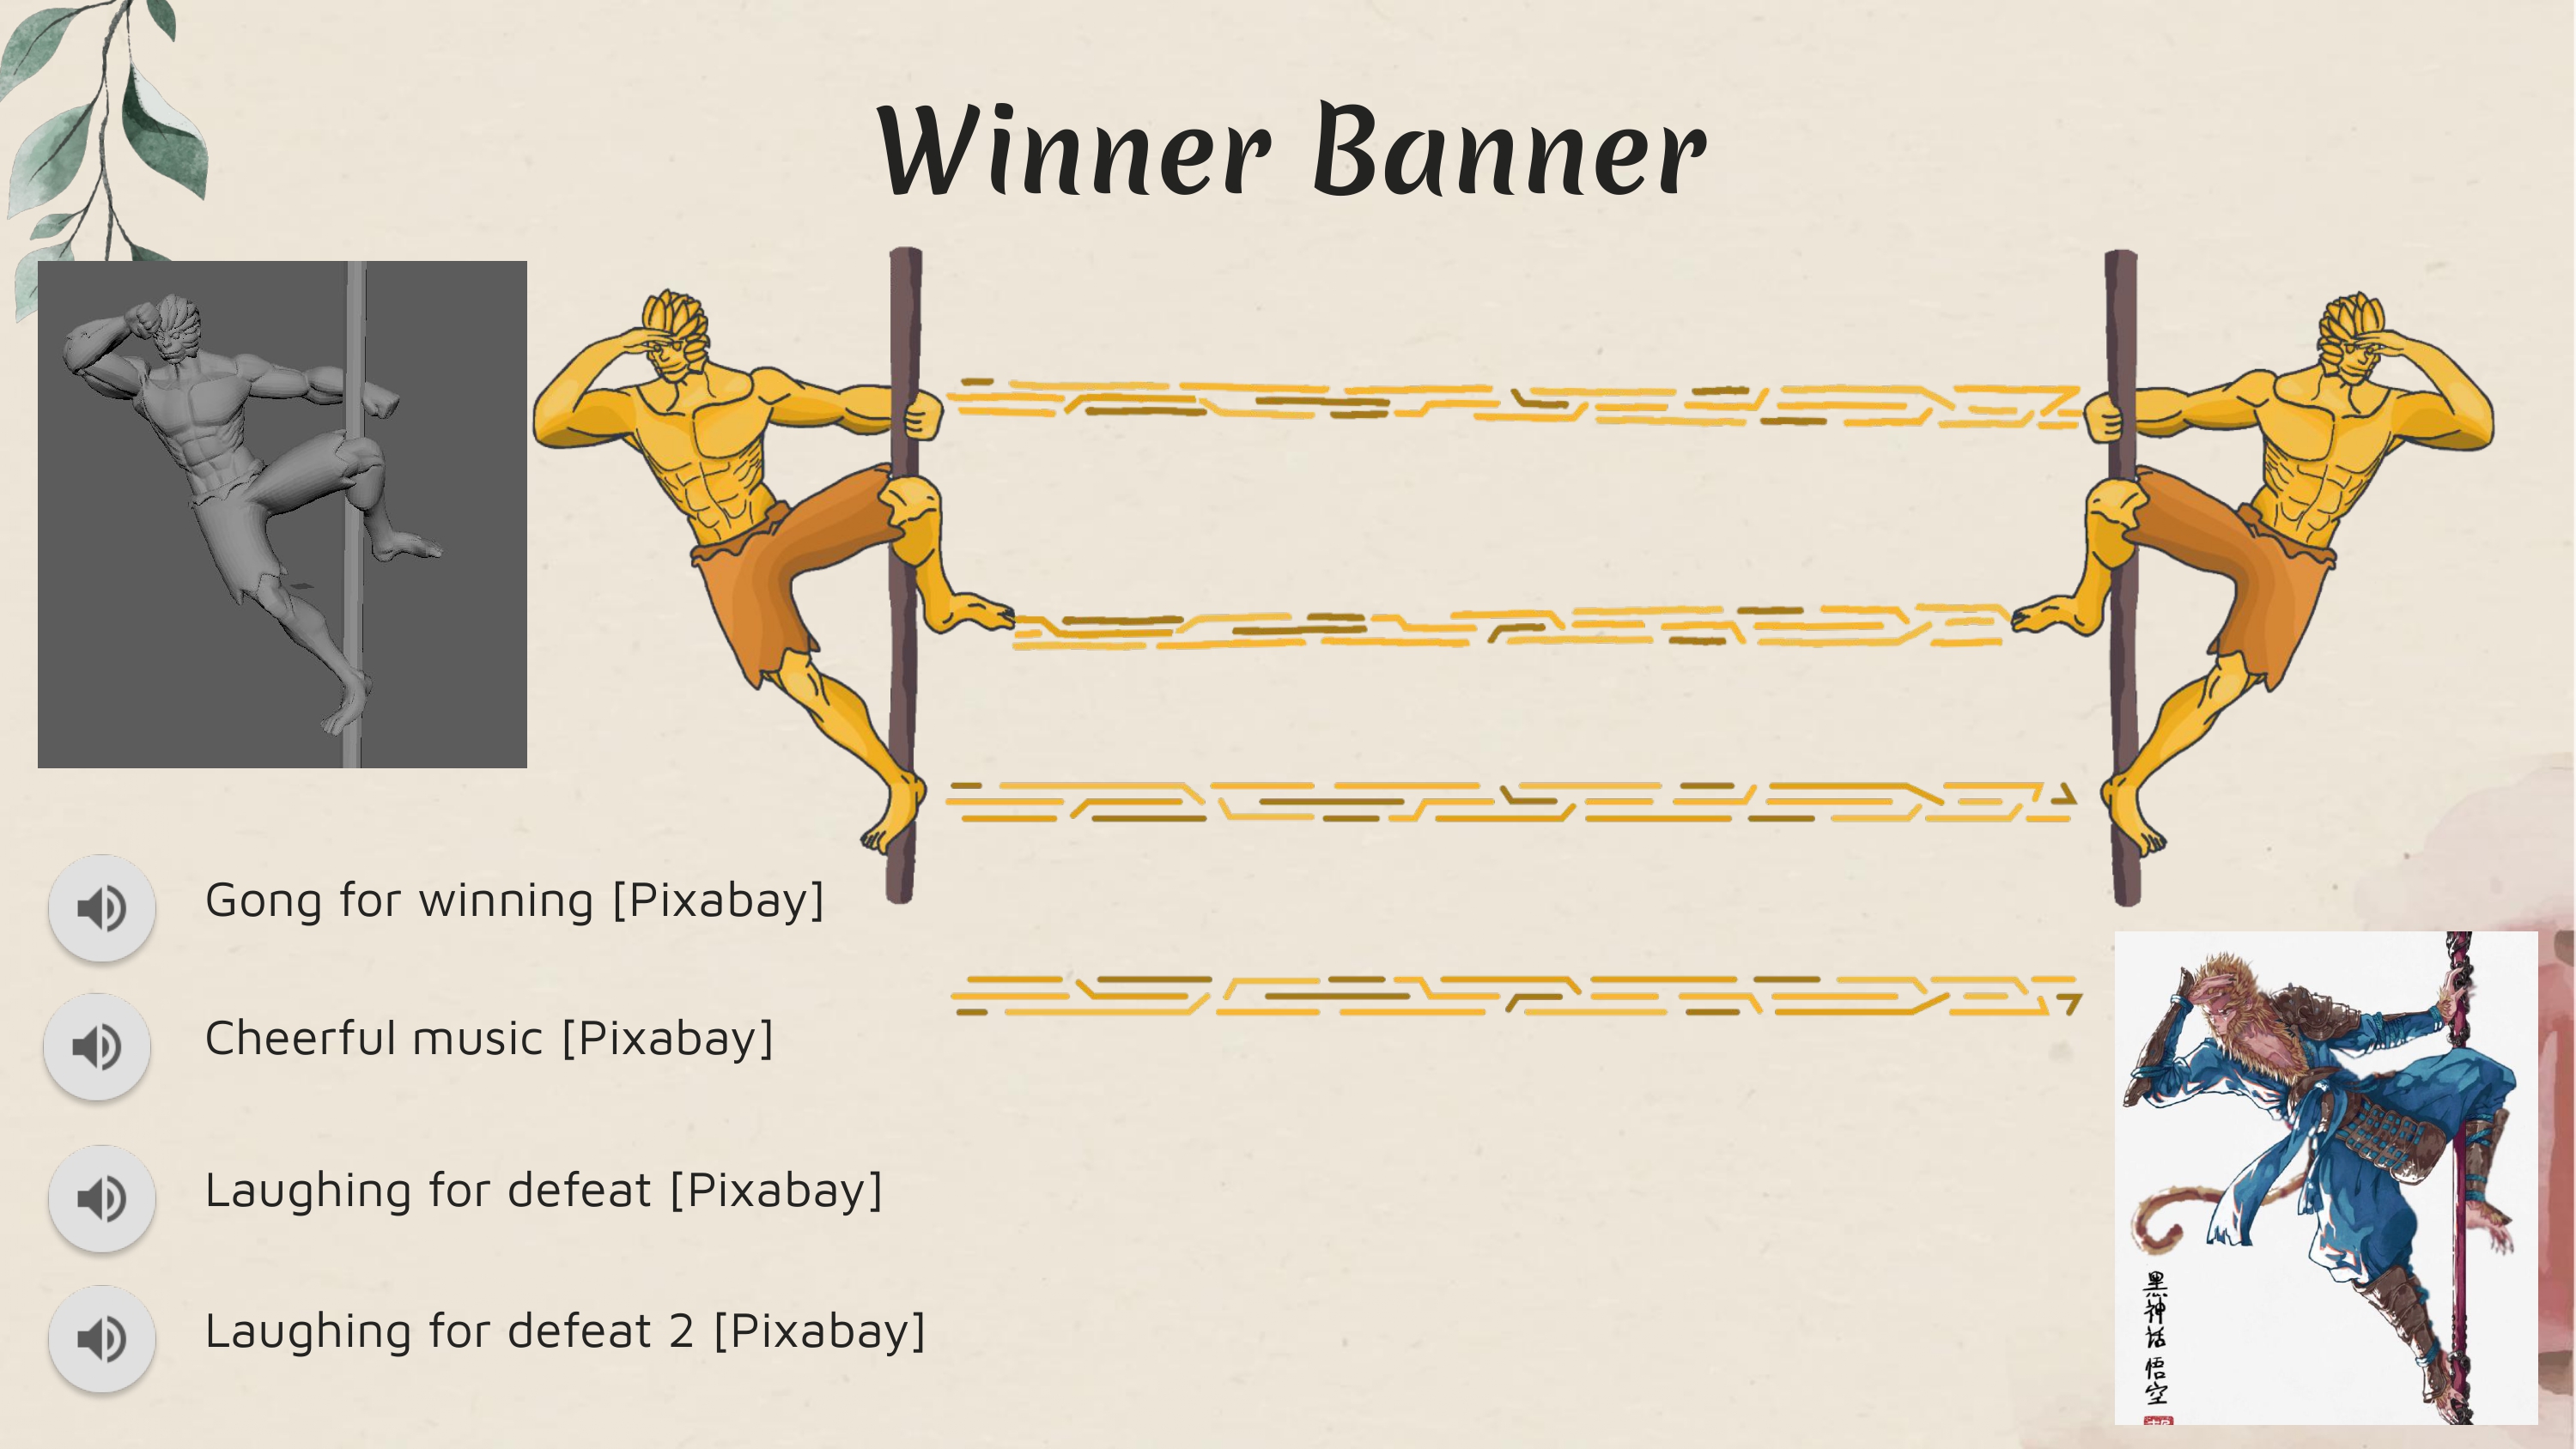 Winner Banner
Gong for winning [Pixabay]
Cheerful music [Pixabay]
Laughing for defeat [Pixabay]
Laughing for defeat 2 [Pixabay]
黑神话 悟空